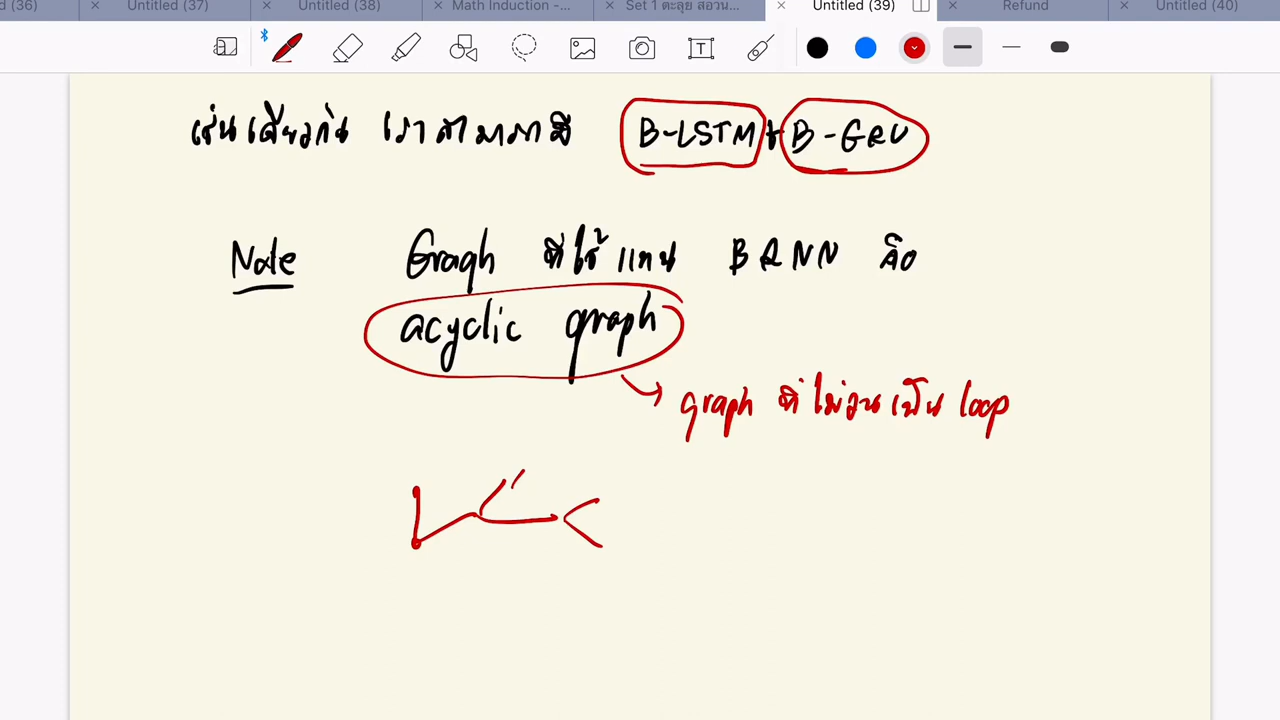 (36) Untitled (37) Untitled (38) Math Induction -... Set 1 ตะลุย สอวน... Untitled (39) Refund Untitled (40)
เช่นเดียวกัน เราสามารถมี B-LSTM + B-GRU
Note Graph ที่ใช้แทน BRNN คือ
acyclic graph
graph ที่ไม่วนเป็น loop